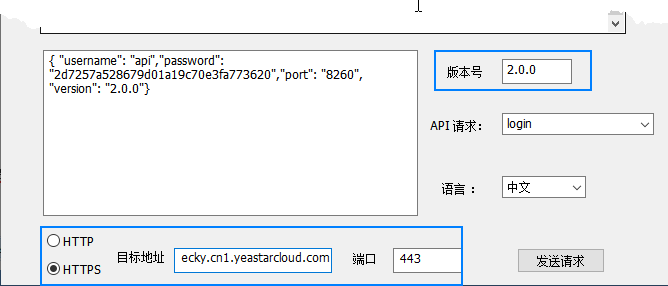 { "username": "api","password":
"2d7257a528679d01a19c70e3fa773620","port": "8260",
"version": "2.0.0"}
版本号 2.0.0
API 请求： login
语言 ： 中文
HTTP
HTTPS
目标地址 ecky.cn1.yeastarcloud.com 端口 443
发送请求